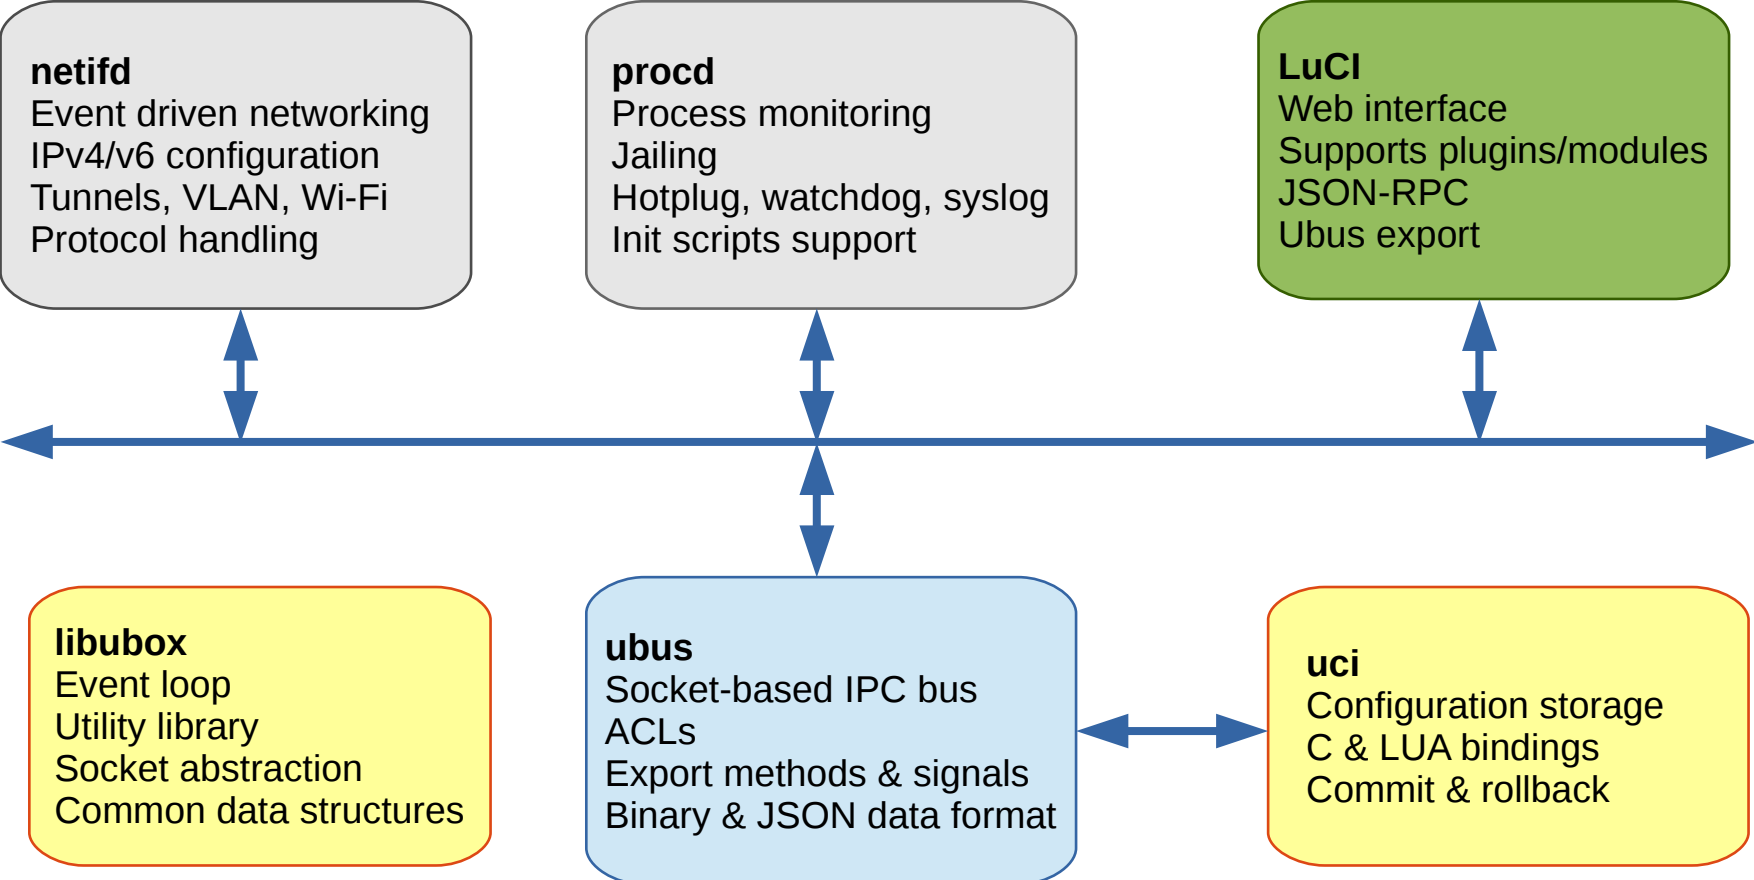 netifd
Event driven networking
IPv4/v6 configuration
Tunnels, VLAN, Wi-Fi
Protocol handling
procd
Process monitoring
Jailing
Hotplug, watchdog, syslog
Init scripts support
LuCI
Web interface
Supports plugins/modules
JSON-RPC
Ubus export
libubox
Event loop
Utility library
Socket abstraction
Common data structures
ubus
Socket-based IPC bus
ACLs
Export methods & signals
Binary & JSON data format
uci
Configuration storage
C & LUA bindings
Commit & rollback